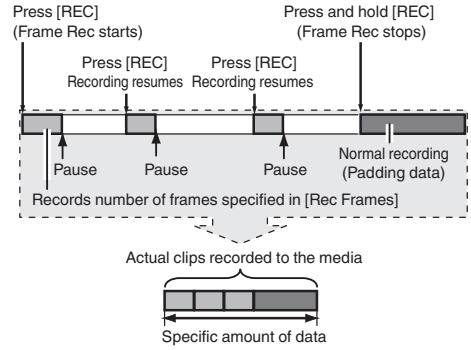 Press [REC]
(Frame Rec starts)
Press and hold [REC]
(Frame Rec stops)
Press [REC]
Recording resumes
Press [REC]
Recording resumes
Pause
Pause
Pause
Normal recording
(Padding data)
Records number of frames specified in [Rec Frames]
Actual clips recorded to the media
Specific amount of data